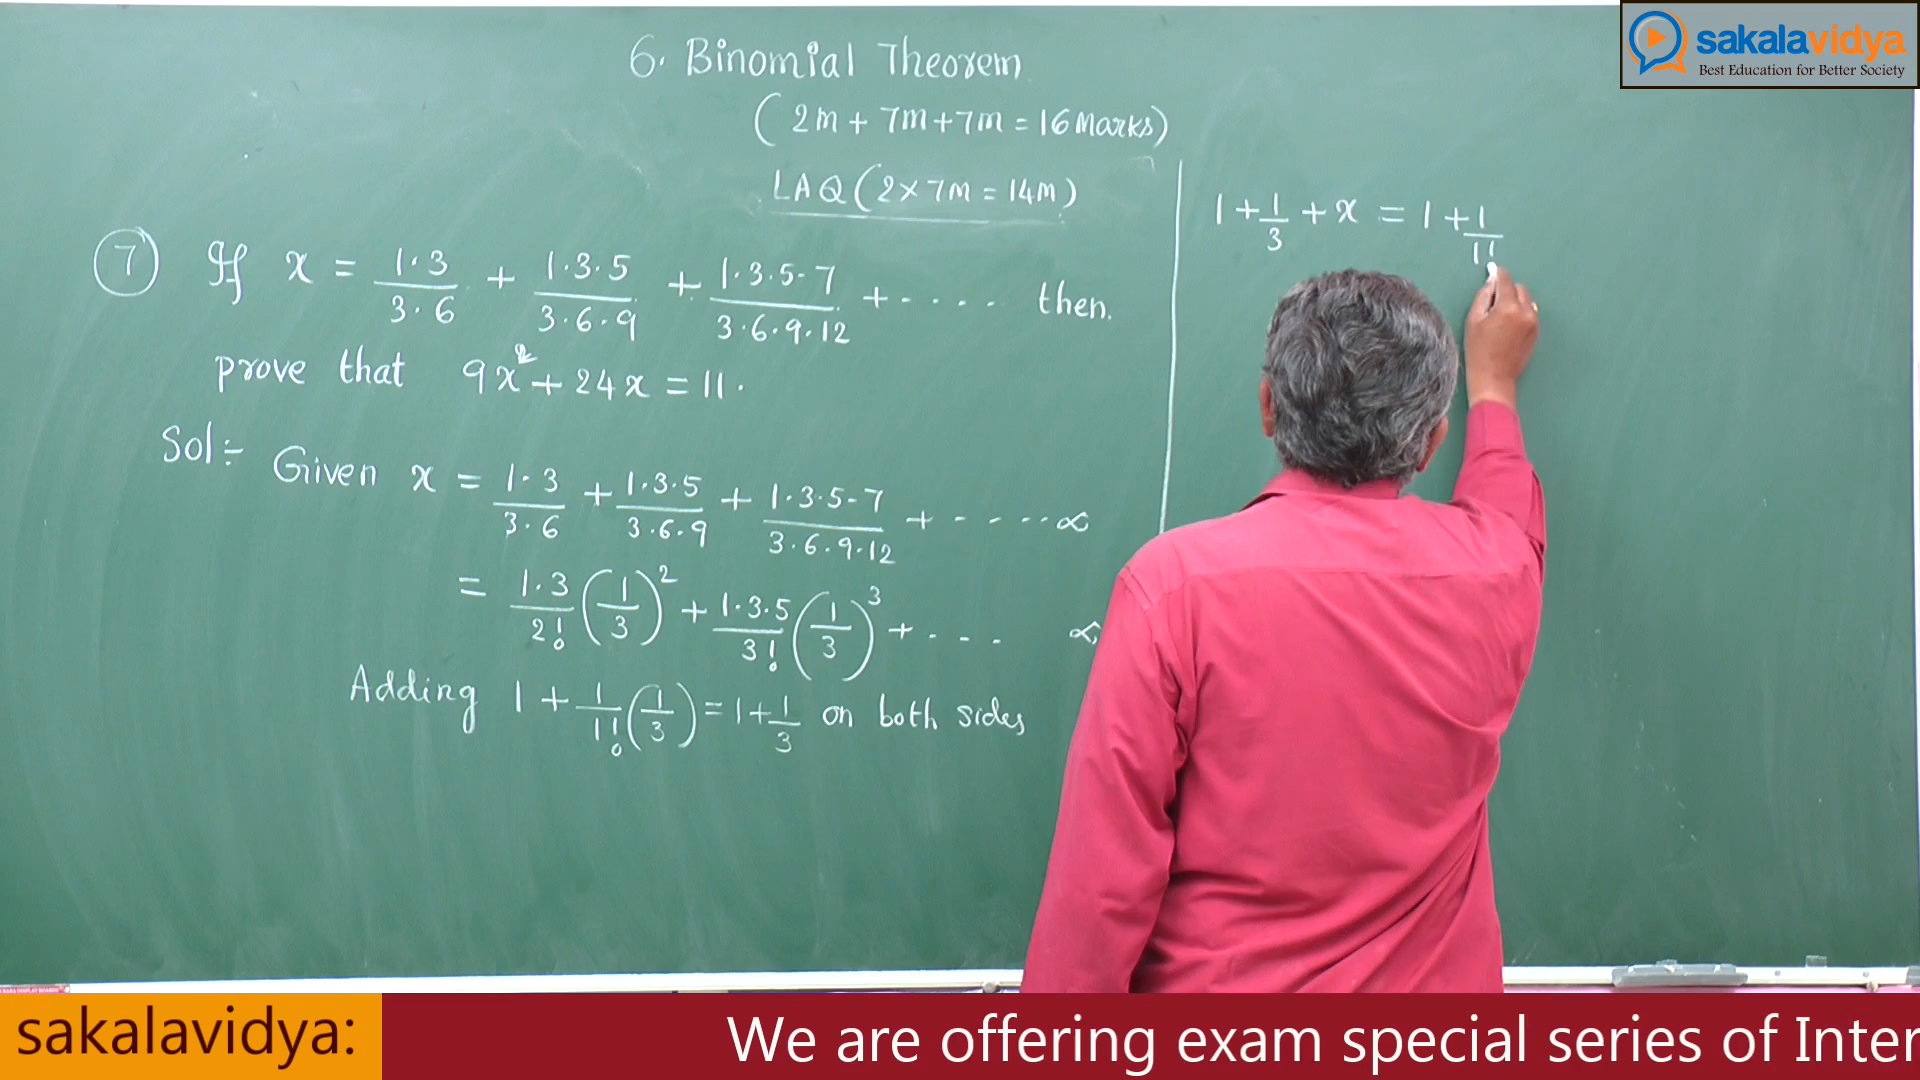 sakalavidya
Best Education for Better Society
6. Binomial Theorem
(2m + 7m + 7m = 16 Marks)
LAQ (2 × 7m = 14m)
7 If x = 1·3/3·6 + 1·3·5/3·6·9 + 1·3·5·7/3·6·9·12 + ···· then
prove that 9x² + 24x = 11.
Sol:- Given x = 1·3/3·6 + 1·3·5/3·6·9 + 1·3·5·7/3·6·9·12 + ····· ∝
= 1·3/2! (1/3)² + 1·3·5/3! (1/3)³ + ··· ∝
Adding 1 + 1/1! (1/3) = 1 + 1/3 on both sides
1 + 1/3 + x = 1 + 1/1!
sakalavidya:
We are offering exam special series of Inter